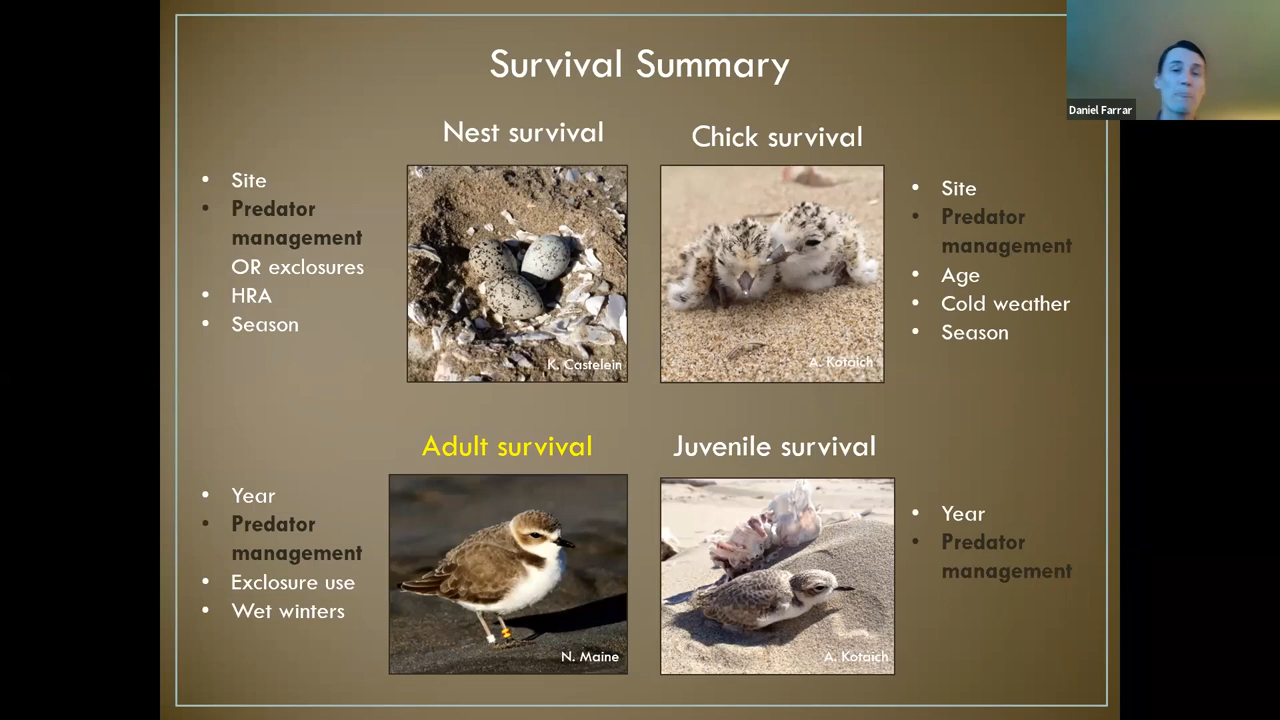 Survival Summary
Daniel Farrar
Nest survival
• Site
• Predator
management
OR exclosures
• HRA
• Season
K. Castelein
Chick survival
A. Kotaich
• Site
• Predator
management
• Age
• Cold weather
• Season
Adult survival
• Year
• Predator
management
• Exclosure use
• Wet winters
N. Maine
Juvenile survival
A. Kotaich
• Year
• Predator
management